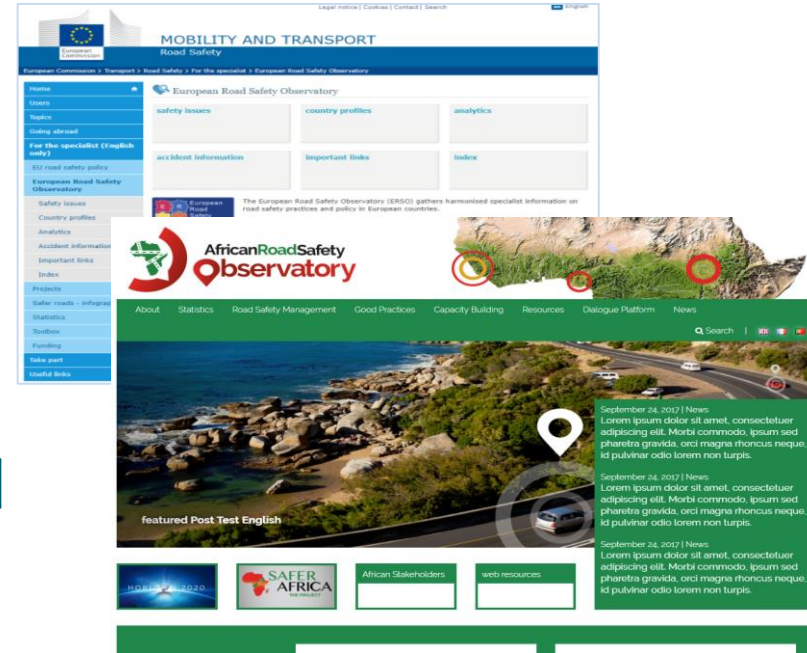 Legal notice | Cookies | Contact | Search
English
European
Commission
MOBILITY AND TRANSPORT
Road Safety
European Commission > Transport > Road Safety > For the specialist > European Road Safety Observatory
Home
Users
Topics
Going abroad
For the specialist (English
only)
EU road safety policy
European Road Safety
Observatory
Safety issues
Country profiles
Analytics
Accident information
Important links
Index
Projects
Safer roads - infograp
Statistics
Toolbox
Funding
Take part
Useful links
European Road Safety Observatory
safety issues
country profiles
analytics
accident information
important links
index
European
Road
Safety
The European Road Safety Observatory (ERSO) gathers harmonised specialist information on
road safety practices and policy in European countries.
AfricanRoadSafety
Observatory
About Statistics Road Safety Management Good Practices Capacity Building Resources Dialogue Platform News
Search |
September 24, 2017 | News
Lorem ipsum dolor sit amet, consectetuer
adipiscing elit. Morbi commodo, ipsum sed
pharetra gravida, orci magna rhoncus neque,
id pulvinar odio lorem non turpis.
September 24, 2017 | News
Lorem ipsum dolor sit amet, consectetuer
adipiscing elit. Morbi commodo, ipsum sed
pharetra gravida, orci magna rhoncus neque,
id pulvinar odio lorem non turpis.
September 24, 2017 | News
Lorem ipsum dolor sit amet, consectetuer
adipiscing elit. Morbi commodo, ipsum sed
pharetra gravida, orci magna rhoncus neque,
id pulvinar odio lorem non turpis.
featured Post Test English
HORIZON 2020
SAFER
AFRICA
THE PROJECT
African Stakeholders
web resources